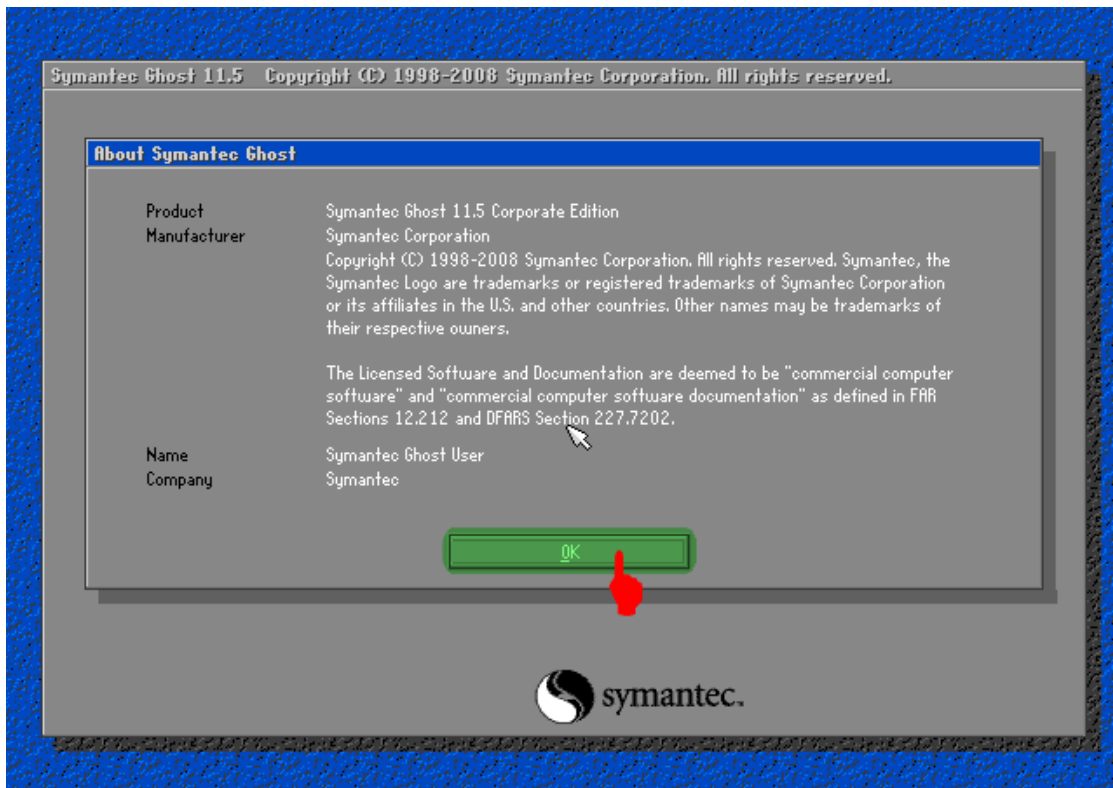 Symantec Ghost 11.5 Copyright (C) 1998-2008 Symantec Corporation. All rights reserved.
About Symantec Ghost
Product Symantec Ghost 11.5 Corporate Edition
Manufacturer Symantec Corporation
Copyright (C) 1998-2008 Symantec Corporation. All rights reserved. Symantec, the
Symantec Logo are trademarks or registered trademarks of Symantec Corporation
or its affiliates in the U.S. and other countries. Other names may be trademarks of
their respective owners.
The Licensed Software and Documentation are deemed to be "commercial computer
software" and "commercial computer software documentation" as defined in FAR
Sections 12.212 and DFARS Section 227.7202.
Name Symantec Ghost User
Company Symantec
OK
symantec.